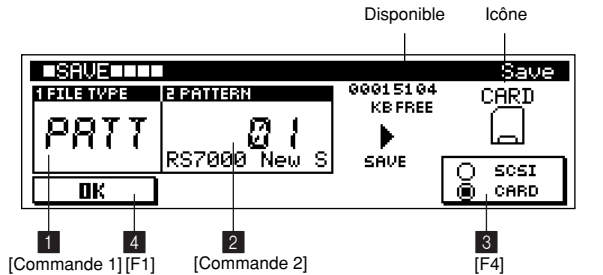 Disponible Icône
SAVE Save
1 FILE TYPE 2 PATTERN 00015104 CARD
KB FREE
PATT 01
RS7000 New S SAVE
SCSI
OK CARD
1 4 2 3
[Commande 1] [F1] [Commande 2] [F4]